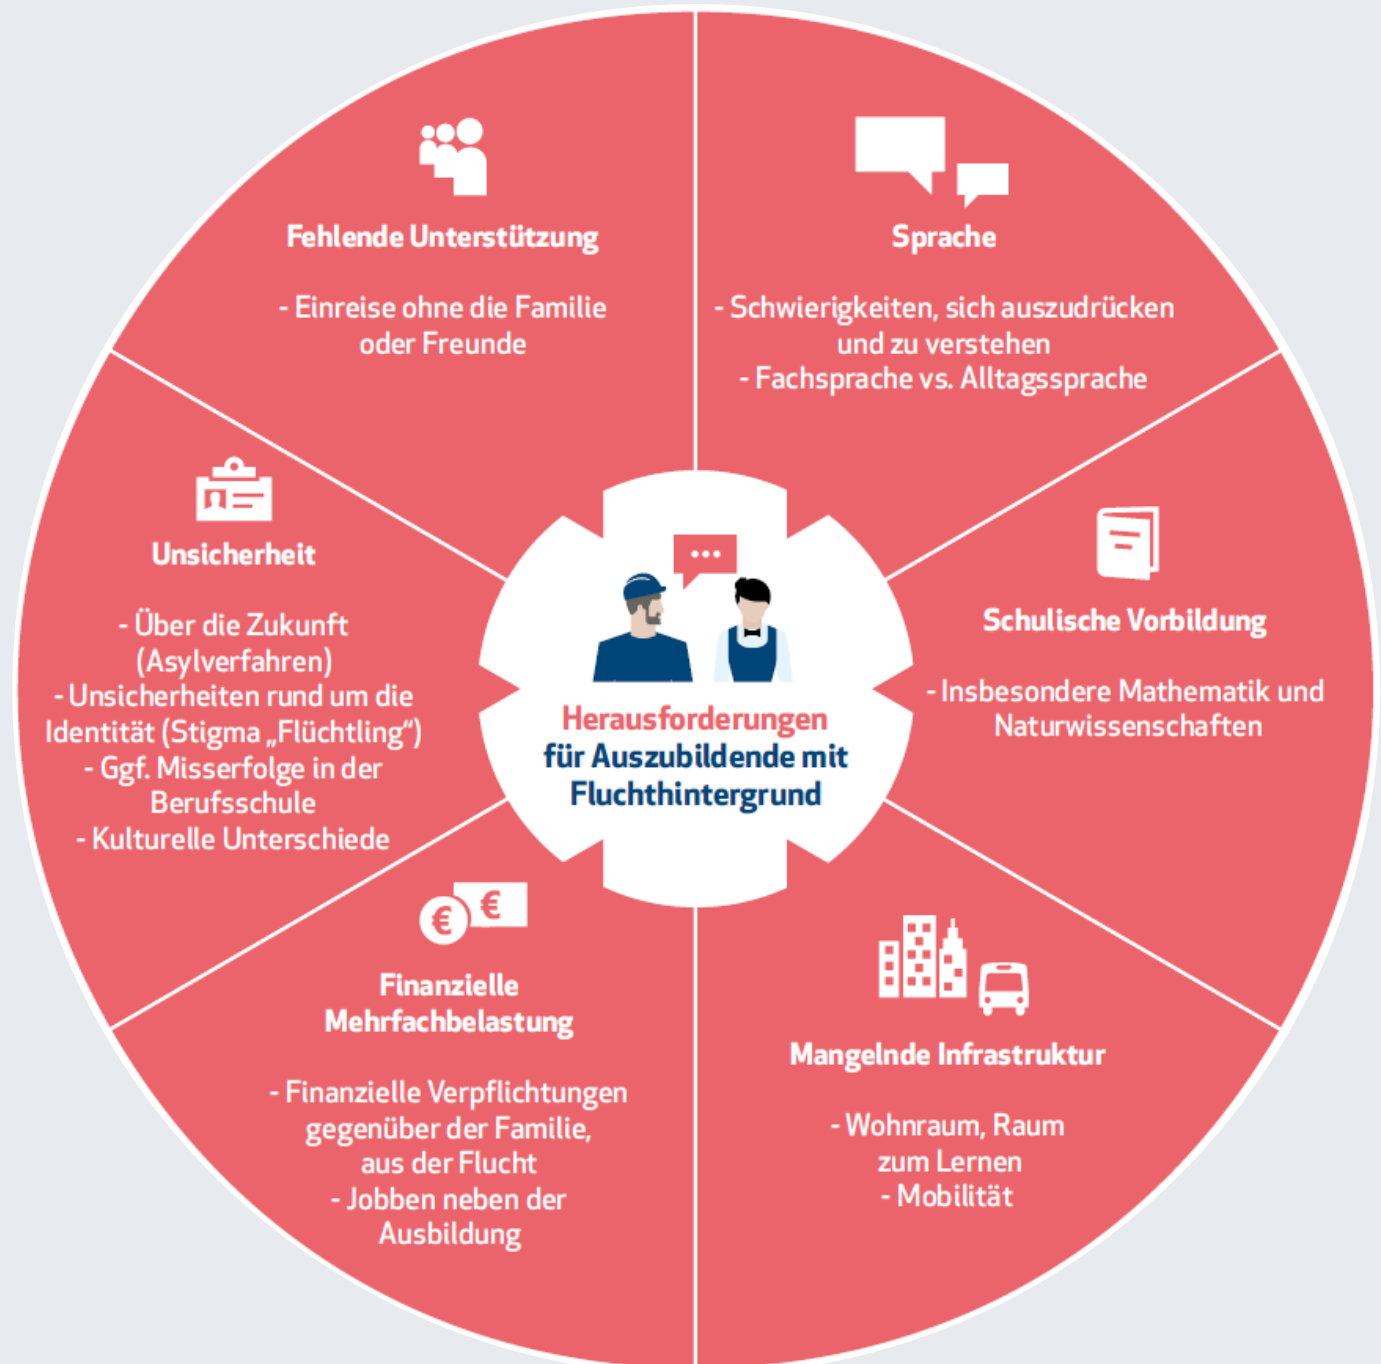 Fehlende Unterstützung
- Einreise ohne die Familie
oder Freunde
Sprache
- Schwierigkeiten, sich auszudrücken
und zu verstehen
- Fachsprache vs. Alltagssprache
Unsicherheit
- Über die Zukunft
(Asylverfahren)
- Unsicherheiten rund um die
Identität (Stigma „Flüchtling“)
- Ggf. Misserfolge in der
Berufsschule
- Kulturelle Unterschiede
Herausforderungen
für Auszubildende mit
Fluchthintergrund
Schulische Vorbildung
- Insbesondere Mathematik und
Naturwissenschaften
€ €
Finanzielle
Mehrfachbelastung
- Finanzielle Verpflichtungen
gegenüber der Familie,
aus der Flucht
- Jobben neben der
Ausbildung
Mangelnde Infrastruktur
- Wohnraum, Raum
zum Lernen
- Mobilität